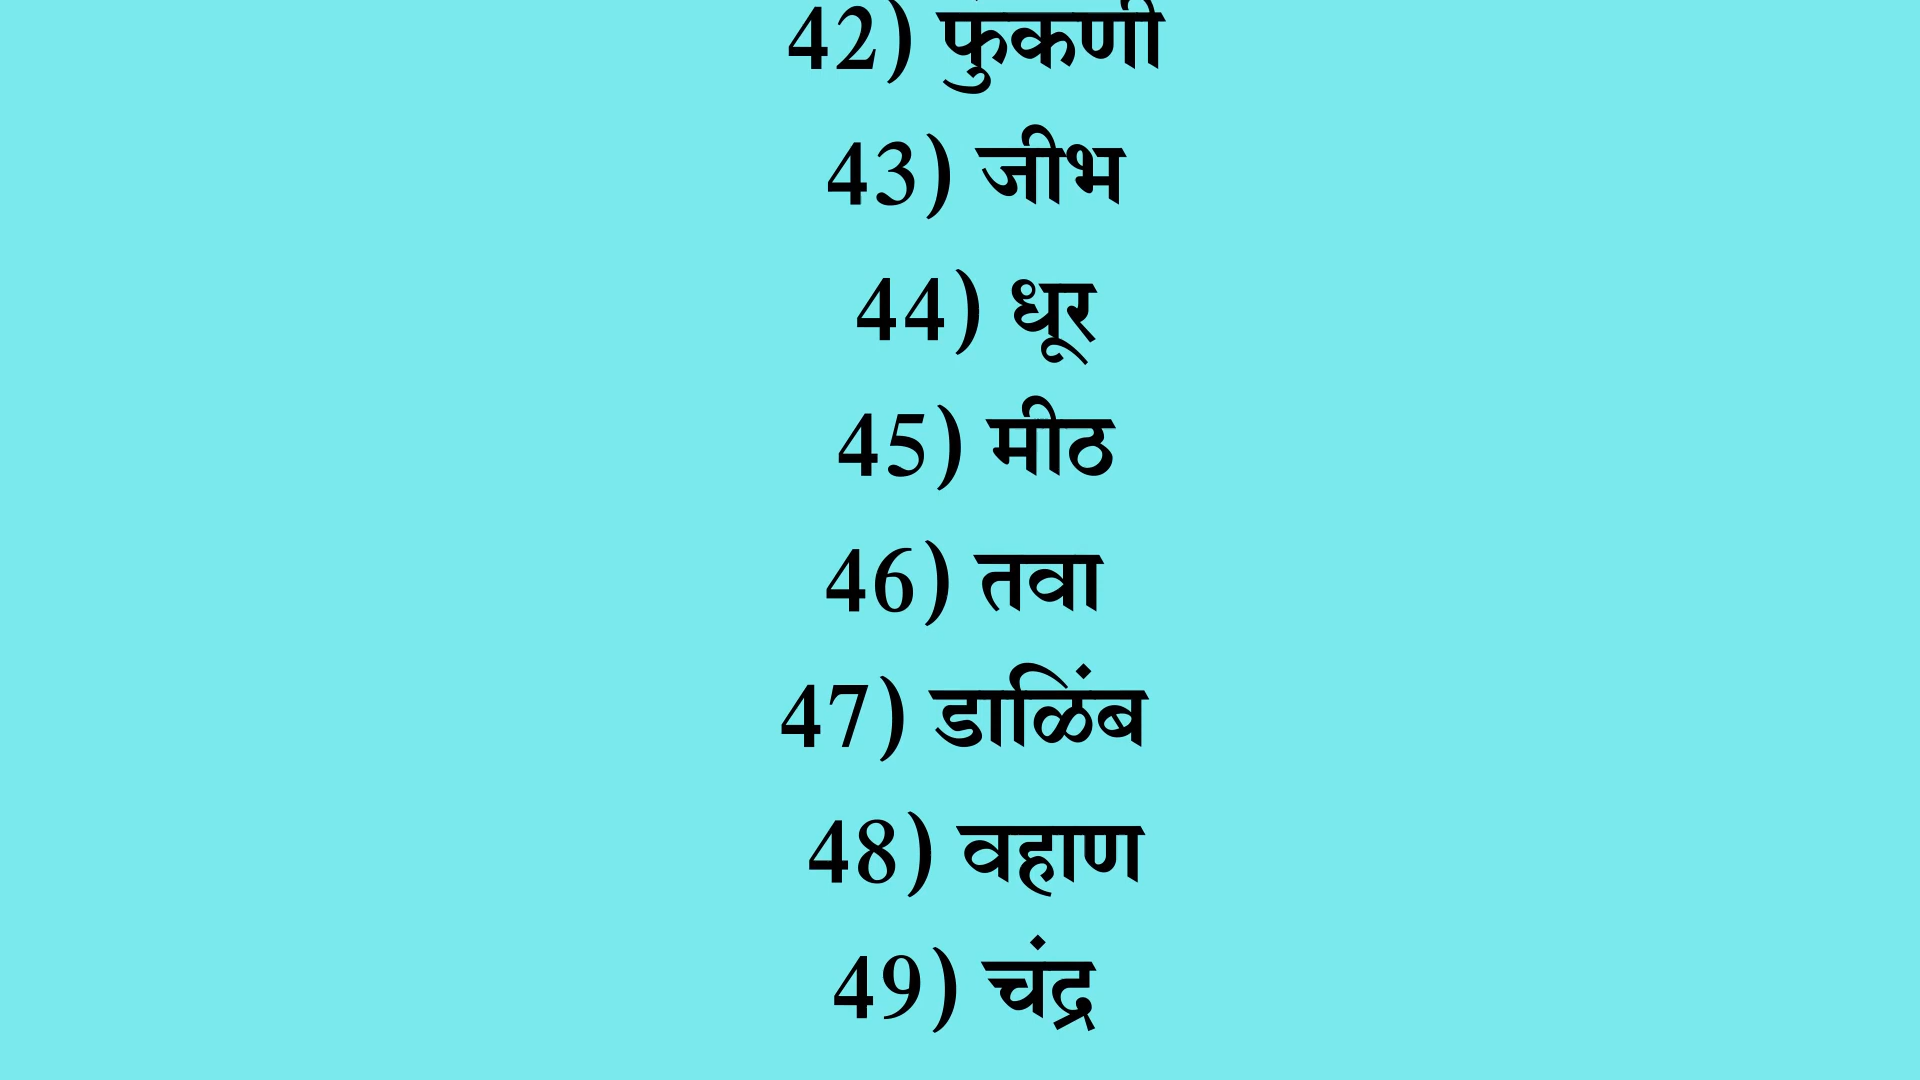 42) फुंकणी
43) जीभ
44) धूर
45) मीठ
46) तवा
47) डाळिंब
48) वहाण
49) चंद्र